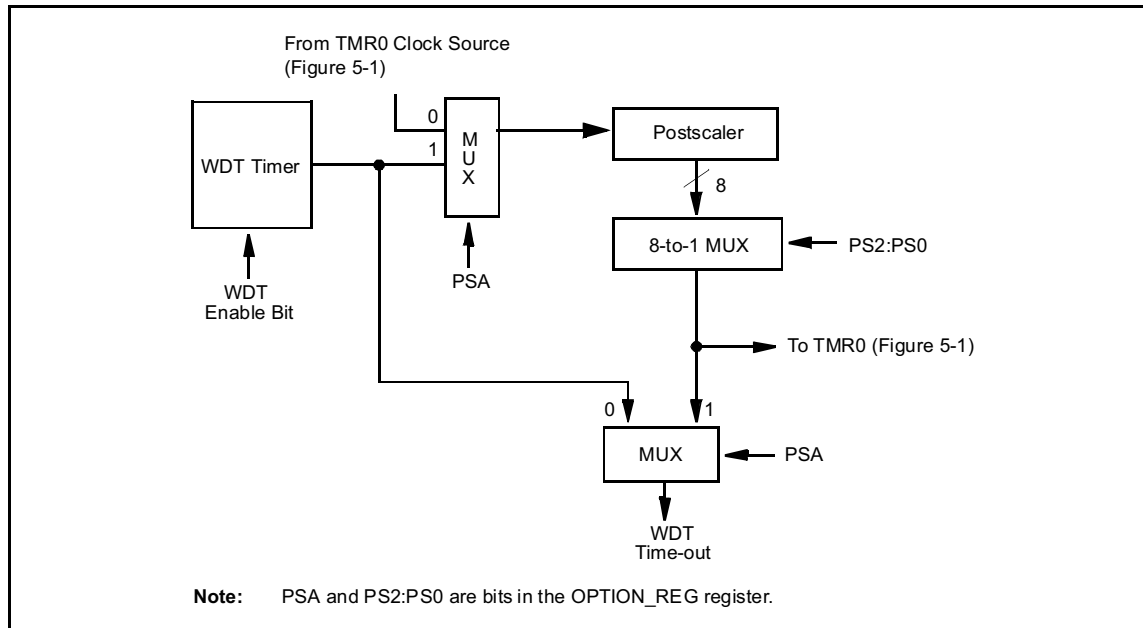 From TMR0 Clock Source
(Figure 5-1)
0
1
M
U
X
WDT Timer
Postscaler
8
8-to-1 MUX
PS2:PS0
PSA
WDT
Enable Bit
To TMR0 (Figure 5-1)
0
1
MUX
PSA
WDT
Time-out
Note: PSA and PS2:PS0 are bits in the OPTION_REG register.